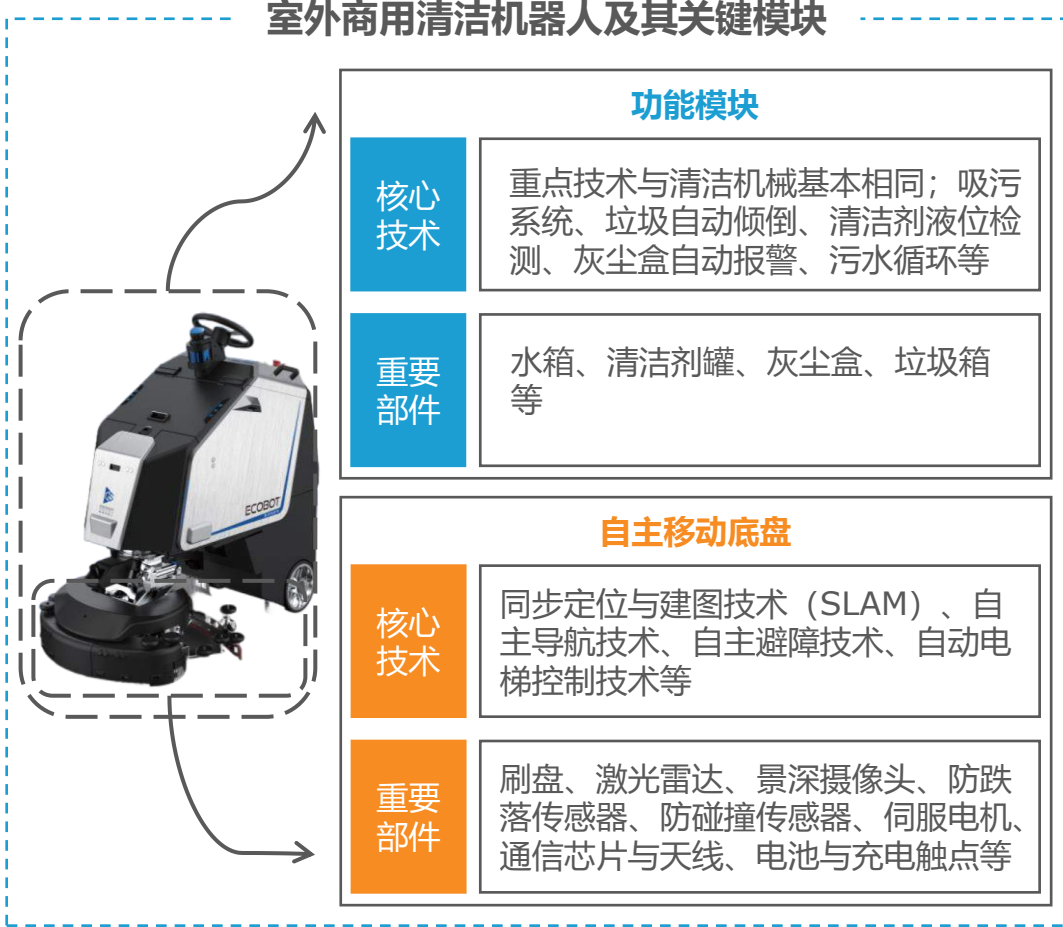 室外商用清洁机器人及其关键模块
功能模块
核心
技术
重点技术与清洁机械基本相同；吸污
系统、垃圾自动倾倒、清洁剂液位检
测、灰尘盒自动报警、污水循环等
重要
部件
水箱、清洁剂罐、灰尘盒、垃圾箱
等
ECOBOT
自主移动底盘
核心
技术
同步定位与建图技术（SLAM）、自
主导航技术、自主避障技术、自动电
梯控制技术等
重要
部件
刷盘、激光雷达、景深摄像头、防跌
落传感器、防碰撞传感器、伺服电机、
通信芯片与天线、电池与充电触点等